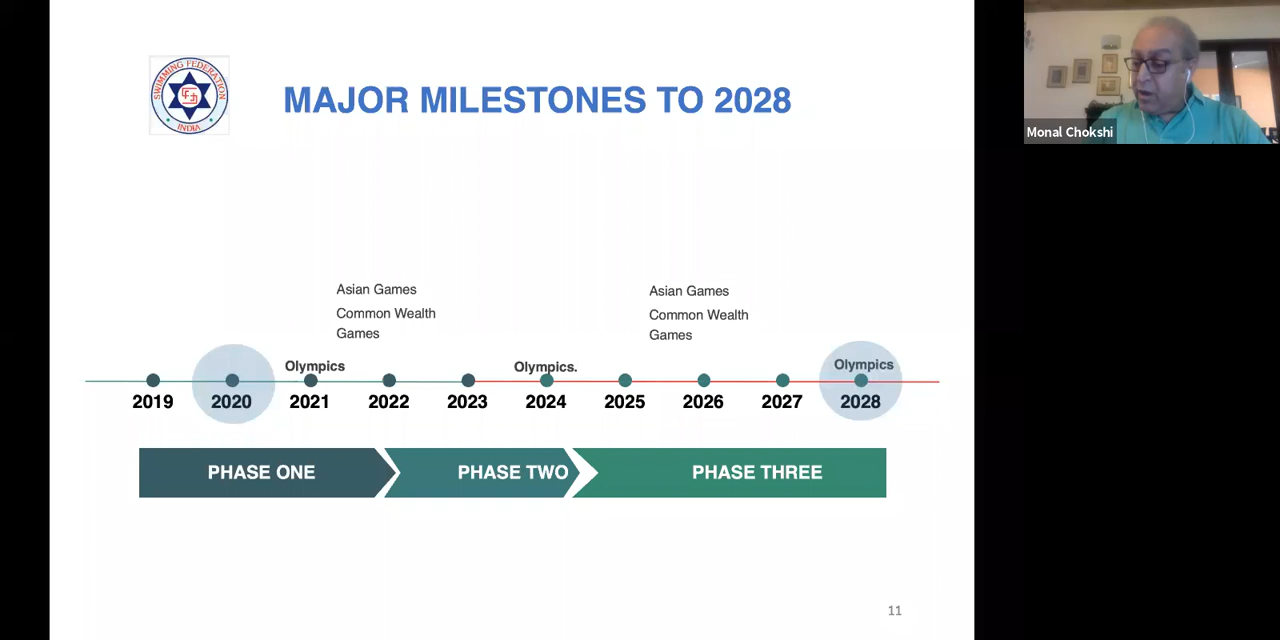 SWIMMING FEDERATION
INDIA
MAJOR MILESTONES TO 2028
Monal Chokshi
Asian Games
Common Wealth
Games
Asian Games
Common Wealth
Games
Olympics
Olympics.
Olympics
2019 2020 2021 2022 2023 2024 2025 2026 2027 2028
PHASE ONE PHASE TWO PHASE THREE
11